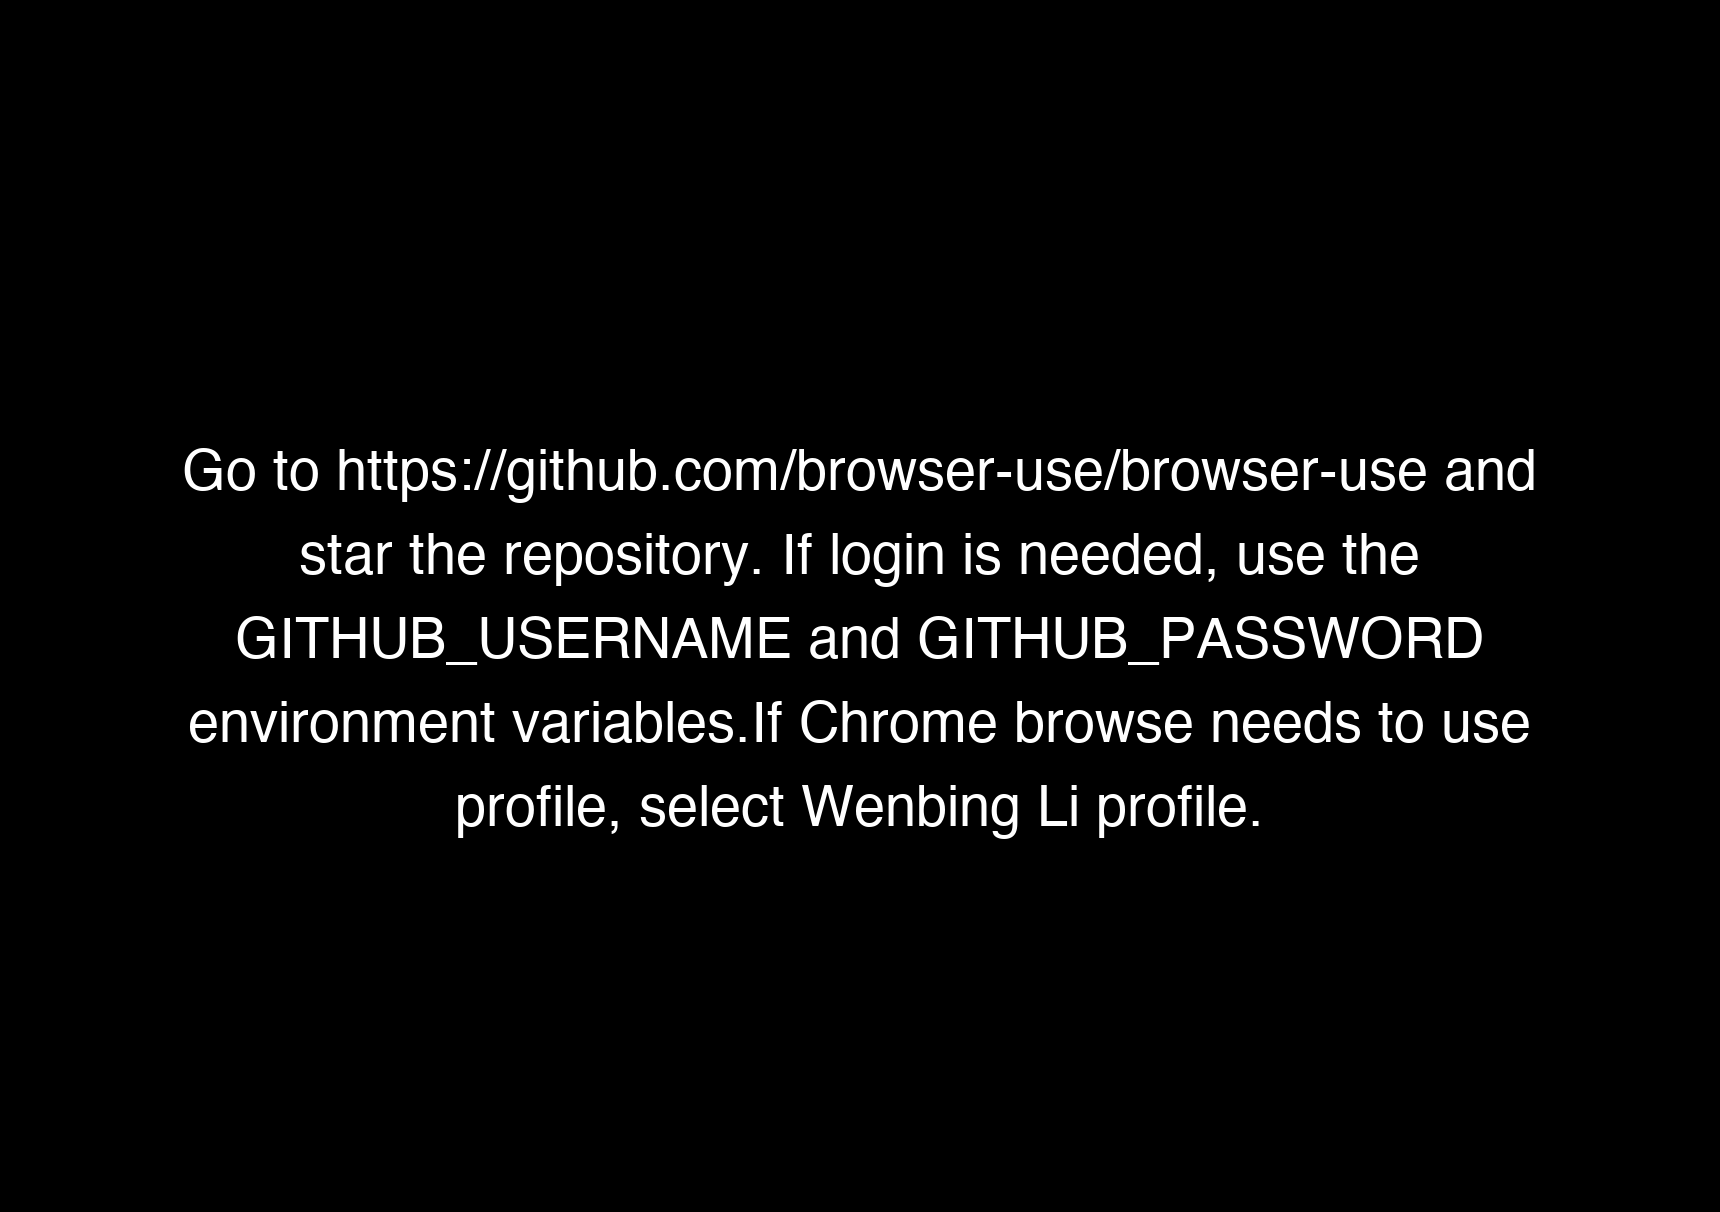 Go to https://github.com/browser-use/browser-use and
star the repository. If login is needed, use the
GITHUB_USERNAME and GITHUB_PASSWORD
environment variables.If Chrome browse needs to use
profile, select Wenbing Li profile.